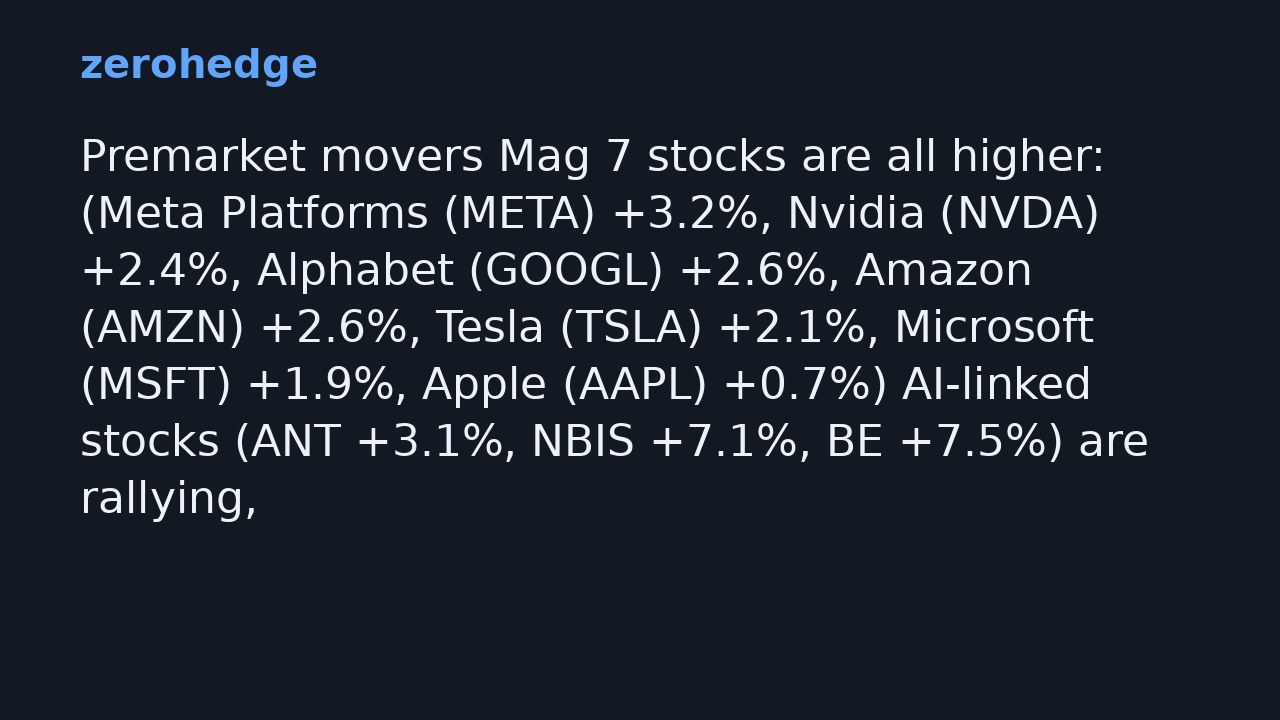 zerohedge
Premarket movers Mag 7 stocks are all higher:
(Meta Platforms (META) +3.2%, Nvidia (NVDA)
+2.4%, Alphabet (GOOGL) +2.6%, Amazon
(AMZN) +2.6%, Tesla (TSLA) +2.1%, Microsoft
(MSFT) +1.9%, Apple (AAPL) +0.7%) AI-linked
stocks (ANT +3.1%, NBIS +7.1%, BE +7.5%) are
rallying,